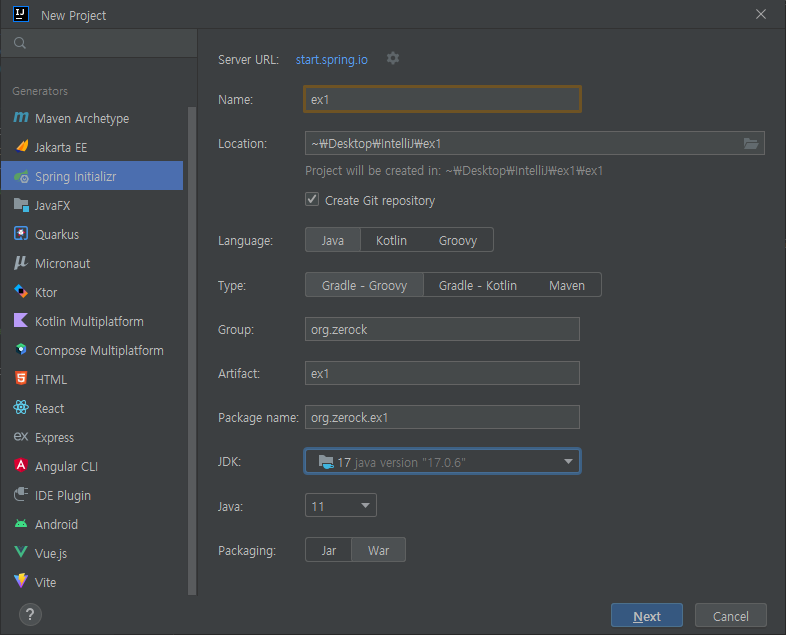 New Project
Server URL: start.spring.io
Generators
Maven Archetype
Jakarta EE
Spring Initializr
JavaFX
Quarkus
Micronaut
Ktor
Kotlin Multiplatform
Compose Multiplatform
HTML
React
Express
Angular CLI
IDE Plugin
Android
Vue.js
Vite
Name: ex1
Location: ~₩Desktop₩IntelliJ₩ex1
Project will be created in: ~₩Desktop₩IntelliJ₩ex1₩ex1
Create Git repository
Language: Java Kotlin Groovy
Type: Gradle - Groovy Gradle - Kotlin Maven
Group: org.zerock
Artifact: ex1
Package name: org.zerock.ex1
JDK: 17 java version "17.0.6"
Java: 11
Packaging: Jar War
? Next Cancel